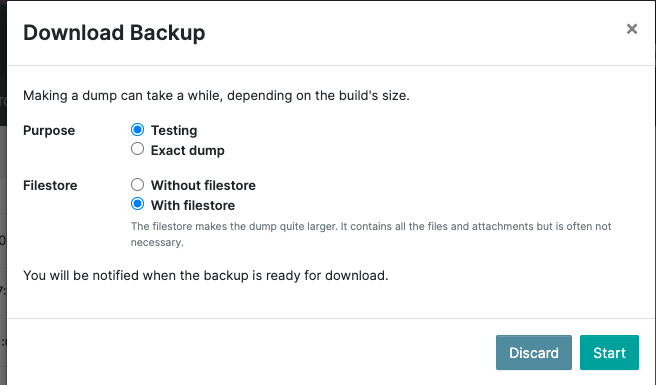 Download Backup
×
Making a dump can take a while, depending on the build's size.
Purpose
Testing
Exact dump
Filestore
Without filestore
With filestore
The filestore makes the dump quite larger. It contains all the files and attachments but is often not
necessary.
You will be notified when the backup is ready for download.
Discard
Start